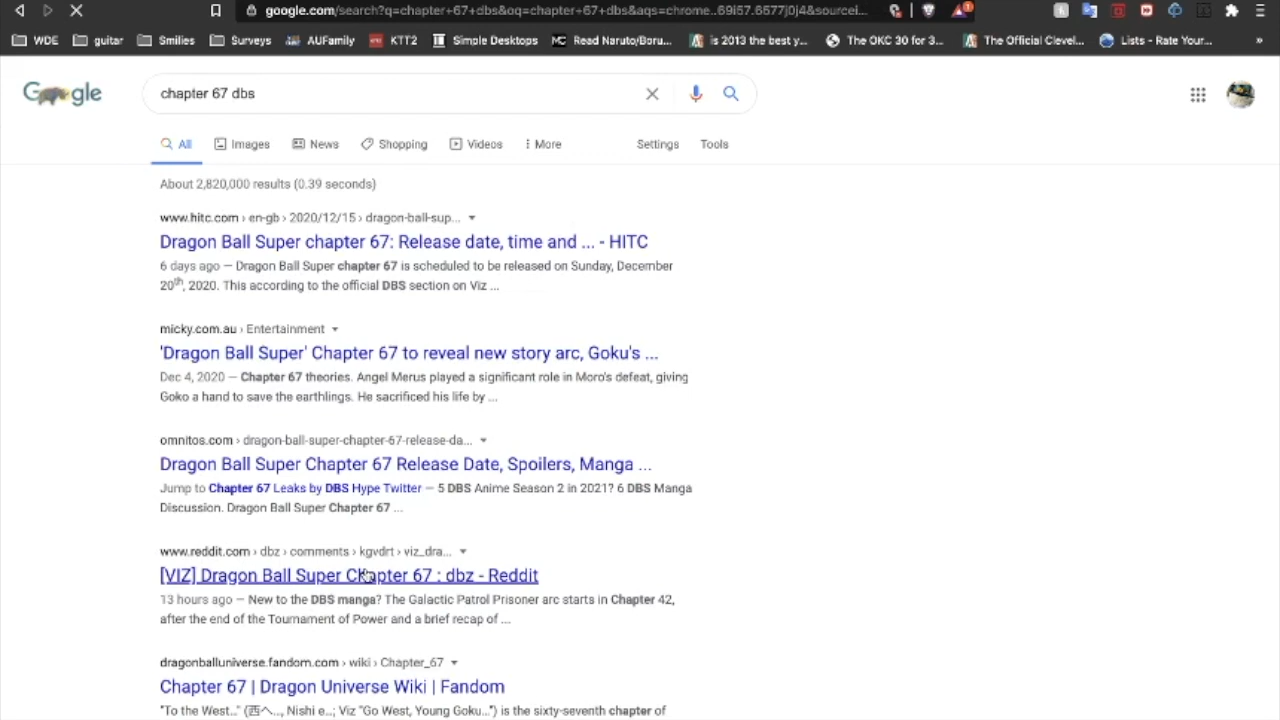 google.com/search?q=chapter+67+dbs&oq=chapter+67+dbs&aqs=chrome..69i57.6677j0j4&sourcei...
WDE guitar Smilies Surveys AUFamily KTT2 Simple Desktops Read Naruto/Boru... is 2013 the best y... The OKC 30 for 3... The Official Clevel... Lists - Rate Your... »
Google
chapter 67 dbs
All Images News Shopping Videos More Settings Tools
About 2,820,000 results (0.39 seconds)
www.hitc.com › en-gb › 2020/12/15 › dragon-ball-sup...
Dragon Ball Super chapter 67: Release date, time and ... - HITC
6 days ago — Dragon Ball Super chapter 67 is scheduled to be released on Sunday, December
20th, 2020. This according to the official DBS section on Viz ...
micky.com.au › Entertainment
'Dragon Ball Super' Chapter 67 to reveal new story arc, Goku's ...
Dec 4, 2020 — Chapter 67 theories. Angel Merus played a significant role in Moro's defeat, giving
Goko a hand to save the earthlings. He sacrificed his life by ...
omnitos.com › dragon-ball-super-chapter-67-release-da...
Dragon Ball Super Chapter 67 Release Date, Spoilers, Manga ...
Jump to Chapter 67 Leaks by DBS Hype Twitter — 5 DBS Anime Season 2 in 2021? 6 DBS Manga
Discussion. Dragon Ball Super Chapter 67 ...
www.reddit.com › dbz › comments › kgvdrt › viz_dra...
[VIZ] Dragon Ball Super Chapter 67 : dbz - Reddit
13 hours ago — New to the DBS manga? The Galactic Patrol Prisoner arc starts in Chapter 42,
after the end of the Tournament of Power and a brief recap of ...
dragonballuniverse.fandom.com › wiki › Chapter_67
Chapter 67 | Dragon Universe Wiki | Fandom
"To the West..." (西へ..., Nishi e...; Viz "Go West, Young Goku...") is the sixty-seventh chapter of